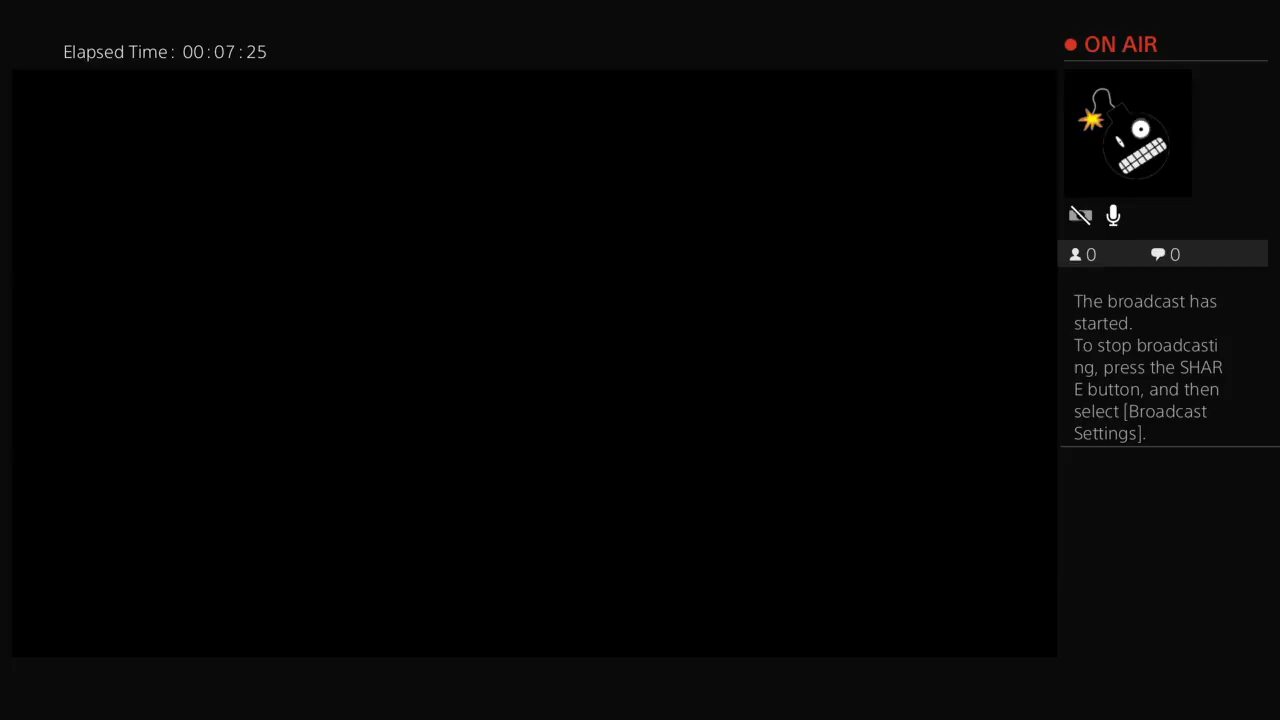 Elapsed Time: 00:07:25
ON AIR
0 0
The broadcast has
started.
To stop broadcasti
ng, press the SHAR
E button, and then
select [Broadcast
Settings].